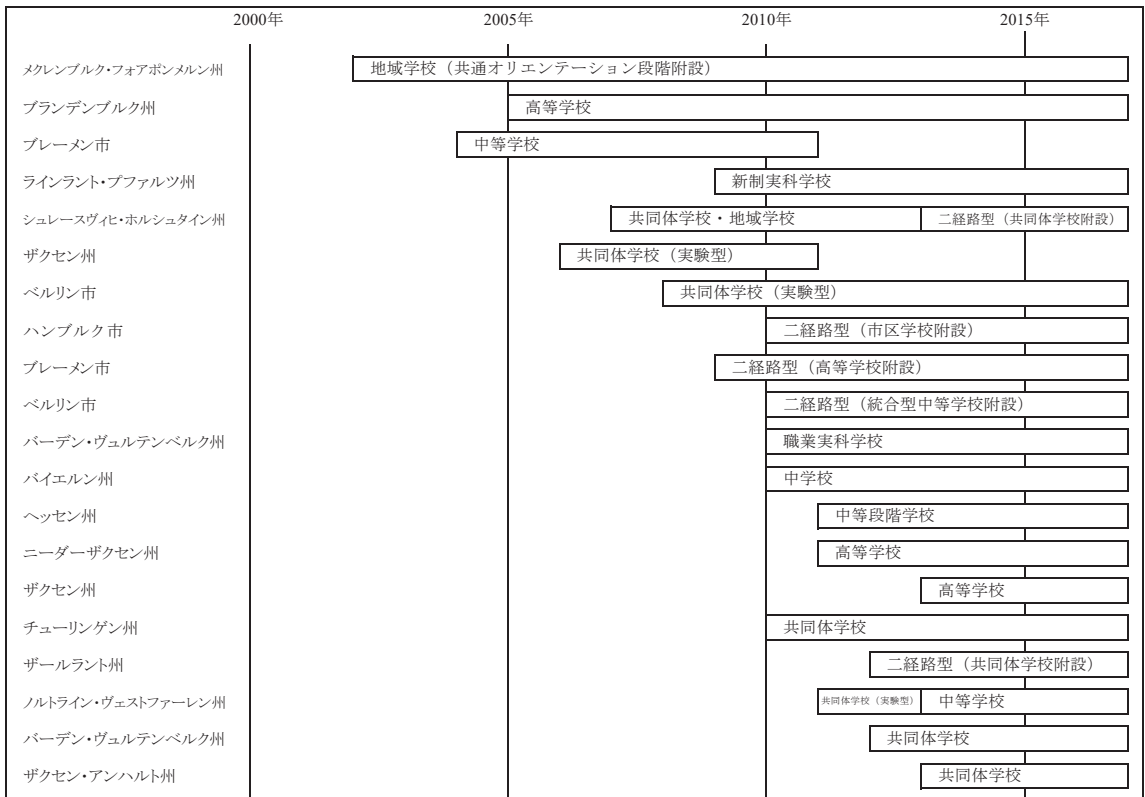 2000年 2005年 2010年 2015年
メクレンブルク・フォアポンメルン州 地域学校（共通オリエンテーション段階附設）
ブランデンブルク州 高等学校
ブレーメン市 中等学校
ラインラント・プファルツ州 新制実科学校
シュレースヴィヒ・ホルシュタイン州 共同体学校・地域学校 二経路型（共同体学校附設）
ザクセン州 共同体学校（実験型）
ベルリン市 共同体学校（実験型）
ハンブルク市 二経路型（市区学校附設）
ブレーメン市 二経路型（高等学校附設）
ベルリン市 二経路型（統合型中等学校附設）
バーデン・ヴュルテンベルク州 職業実科学校
バイエルン州 中学校
ヘッセン州 中等段階学校
ニーダーザクセン州 高等学校
ザクセン州 高等学校
チューリンゲン州 共同体学校
ザールラント州 二経路型（共同体学校附設）
ノルトライン・ヴェストファーレン州 共同体学校（実験型） 中等学校
バーデン・ヴュルテンベルク州 共同体学校
ザクセン・アンハルト州 共同体学校